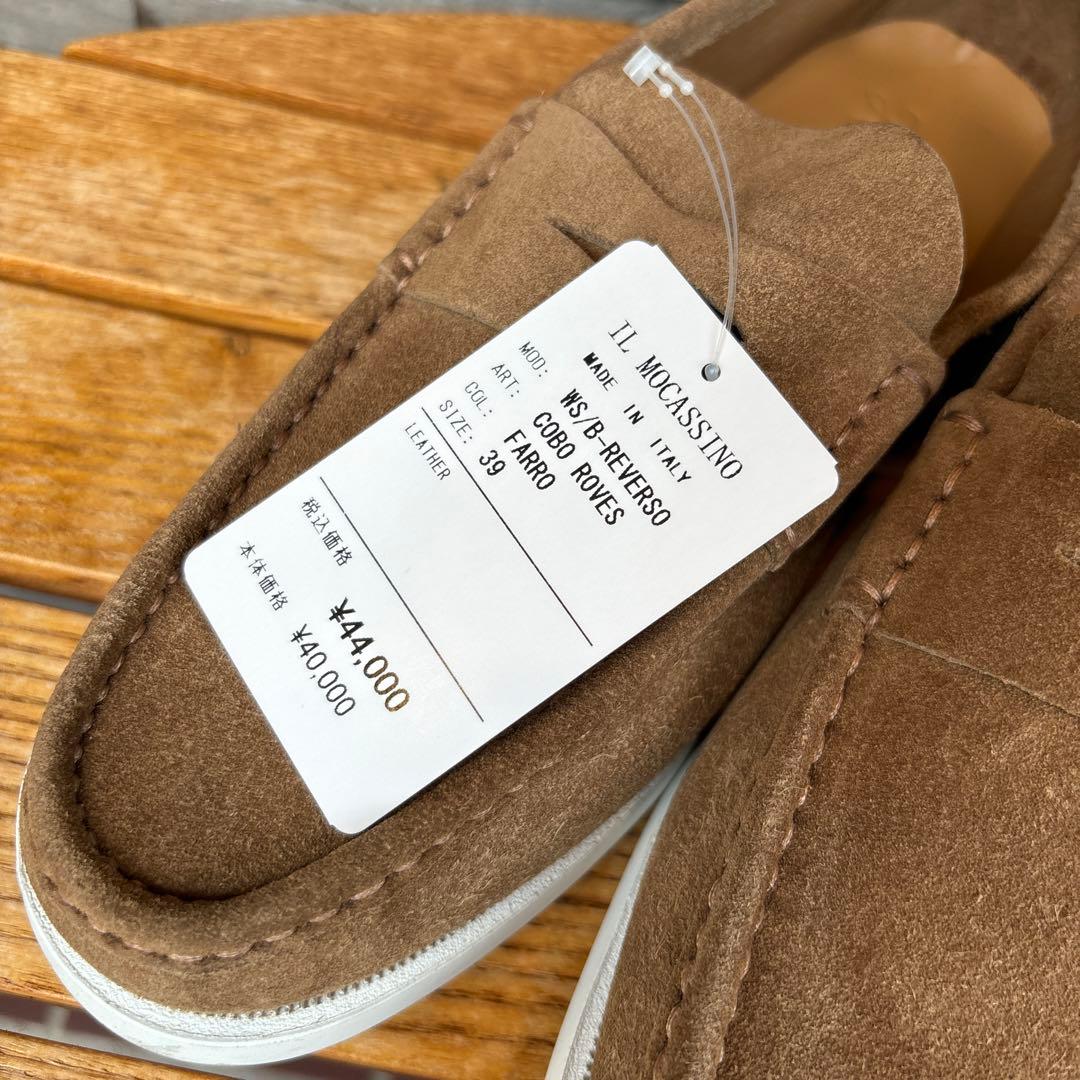 IL MOCASSINO
MADE IN ITALY
MOD: WS/B-REVERSO
ART: COBO ROVES
COL: FARRO
SIZE: 39
LEATHER
税込価格 ¥44,000
本体価格 ¥40,000